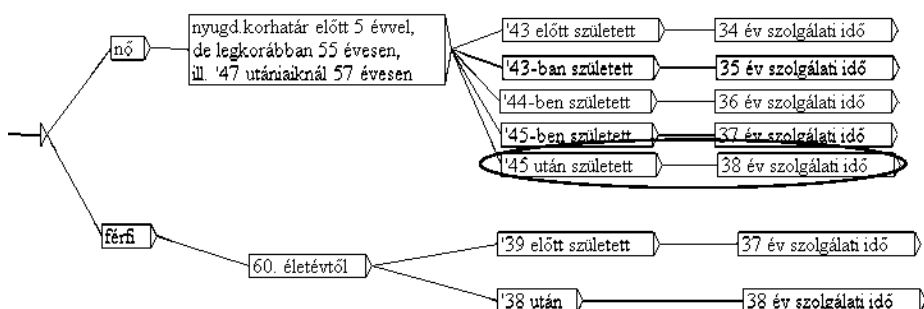 nő
nyugd.korhatár előtt 5 évvel,
de legkorábban 55 évesen,
ill. '47 utániaiknál 57 évesen
'43 előtt született
34 év szolgálati idő
'43-ban született
35 év szolgálati idő
'44-ben született
36 év szolgálati idő
'45-ben született
37 év szolgálati idő
'45 után született
38 év szolgálati idő
férfi
60. életévtől
'39 előtt született
37 év szolgálati idő
'38 után
38 év szolgálati idő